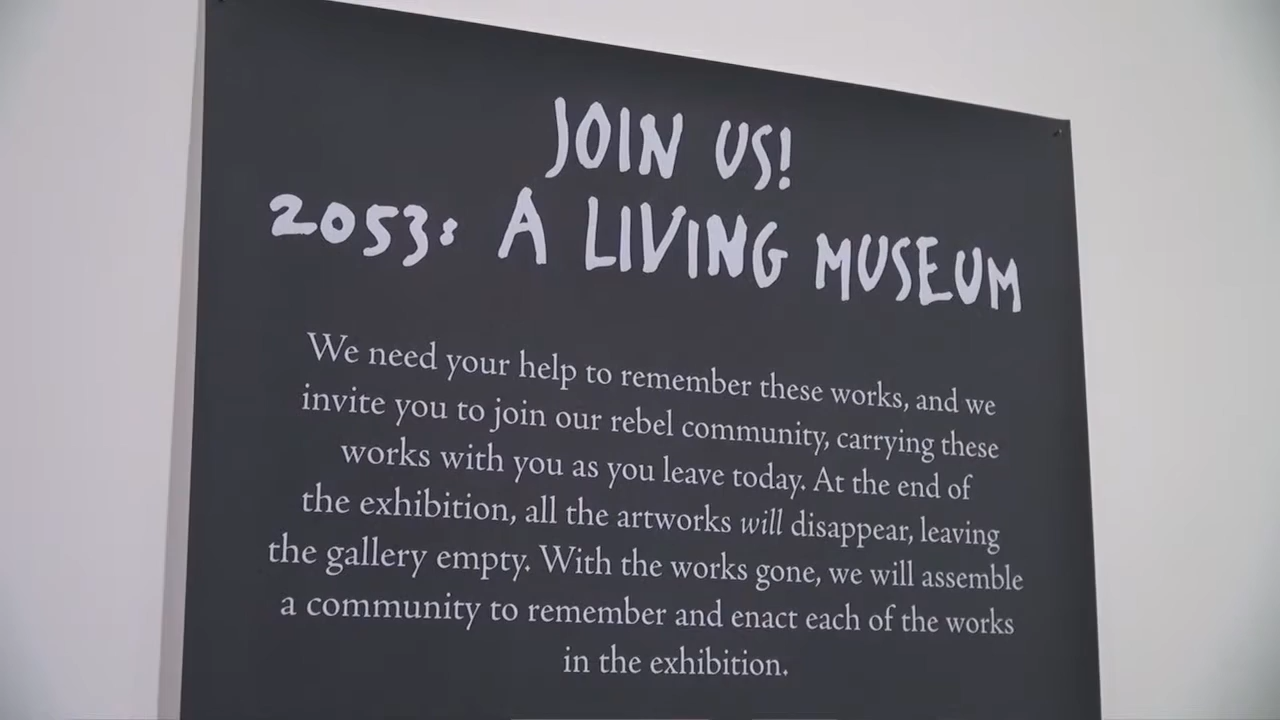 JOIN US!
2053: A LIVING MUSEUM
We need your help to remember these works, and we
invite you to join our rebel community, carrying these
works with you as you leave today. At the end of
the exhibition, all the artworks will disappear, leaving
the gallery empty. With the works gone, we will assemble
a community to remember and enact each of the works
in the exhibition.